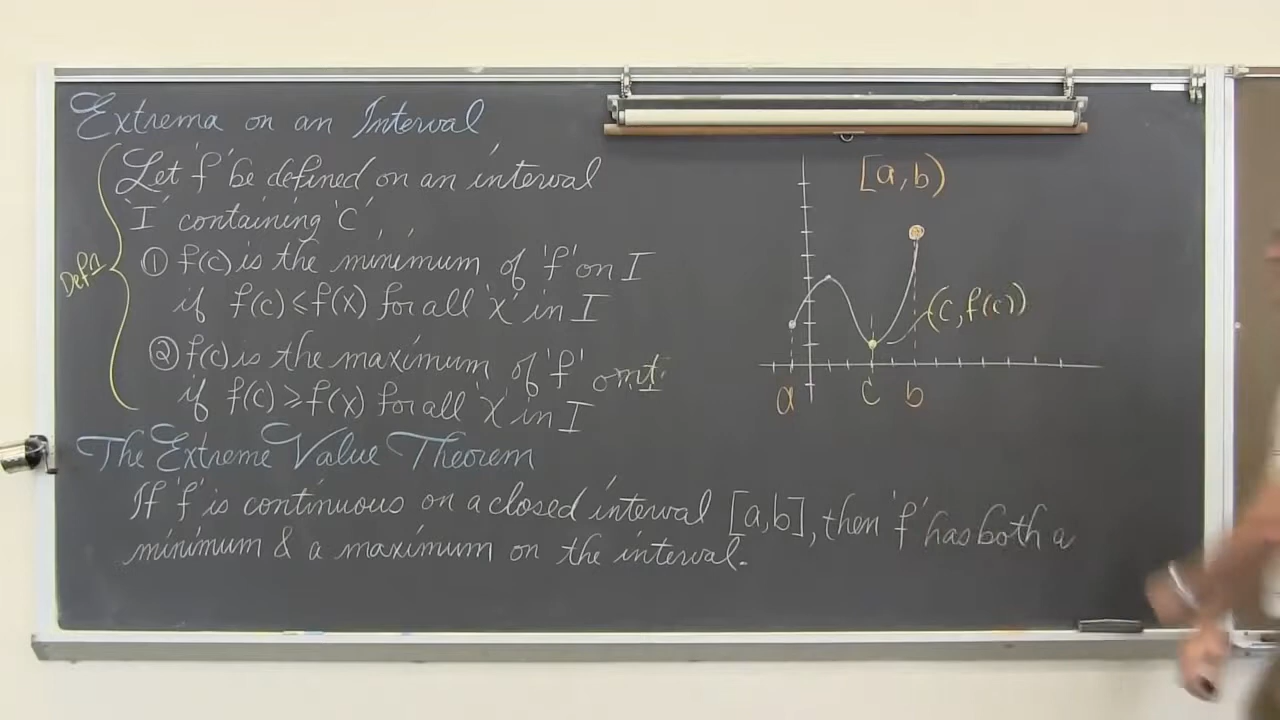 Extrema on an Interval
Let 'f' be defined on an interval
'I' containing 'C',
① f(c) is the minimum of 'f' on I
if f(c) ≤ f(x) for all 'x' in I
② f(c) is the maximum of 'f'
if f(c) ≥ f(x) for all 'x' in I
Defn
The Extreme Value Theorem
If 'f' is continuous on a closed interval [a,b], then 'f' has both a
minimum & a maximum on the interval.
[a,b)
(c,f(c))
a
c
b